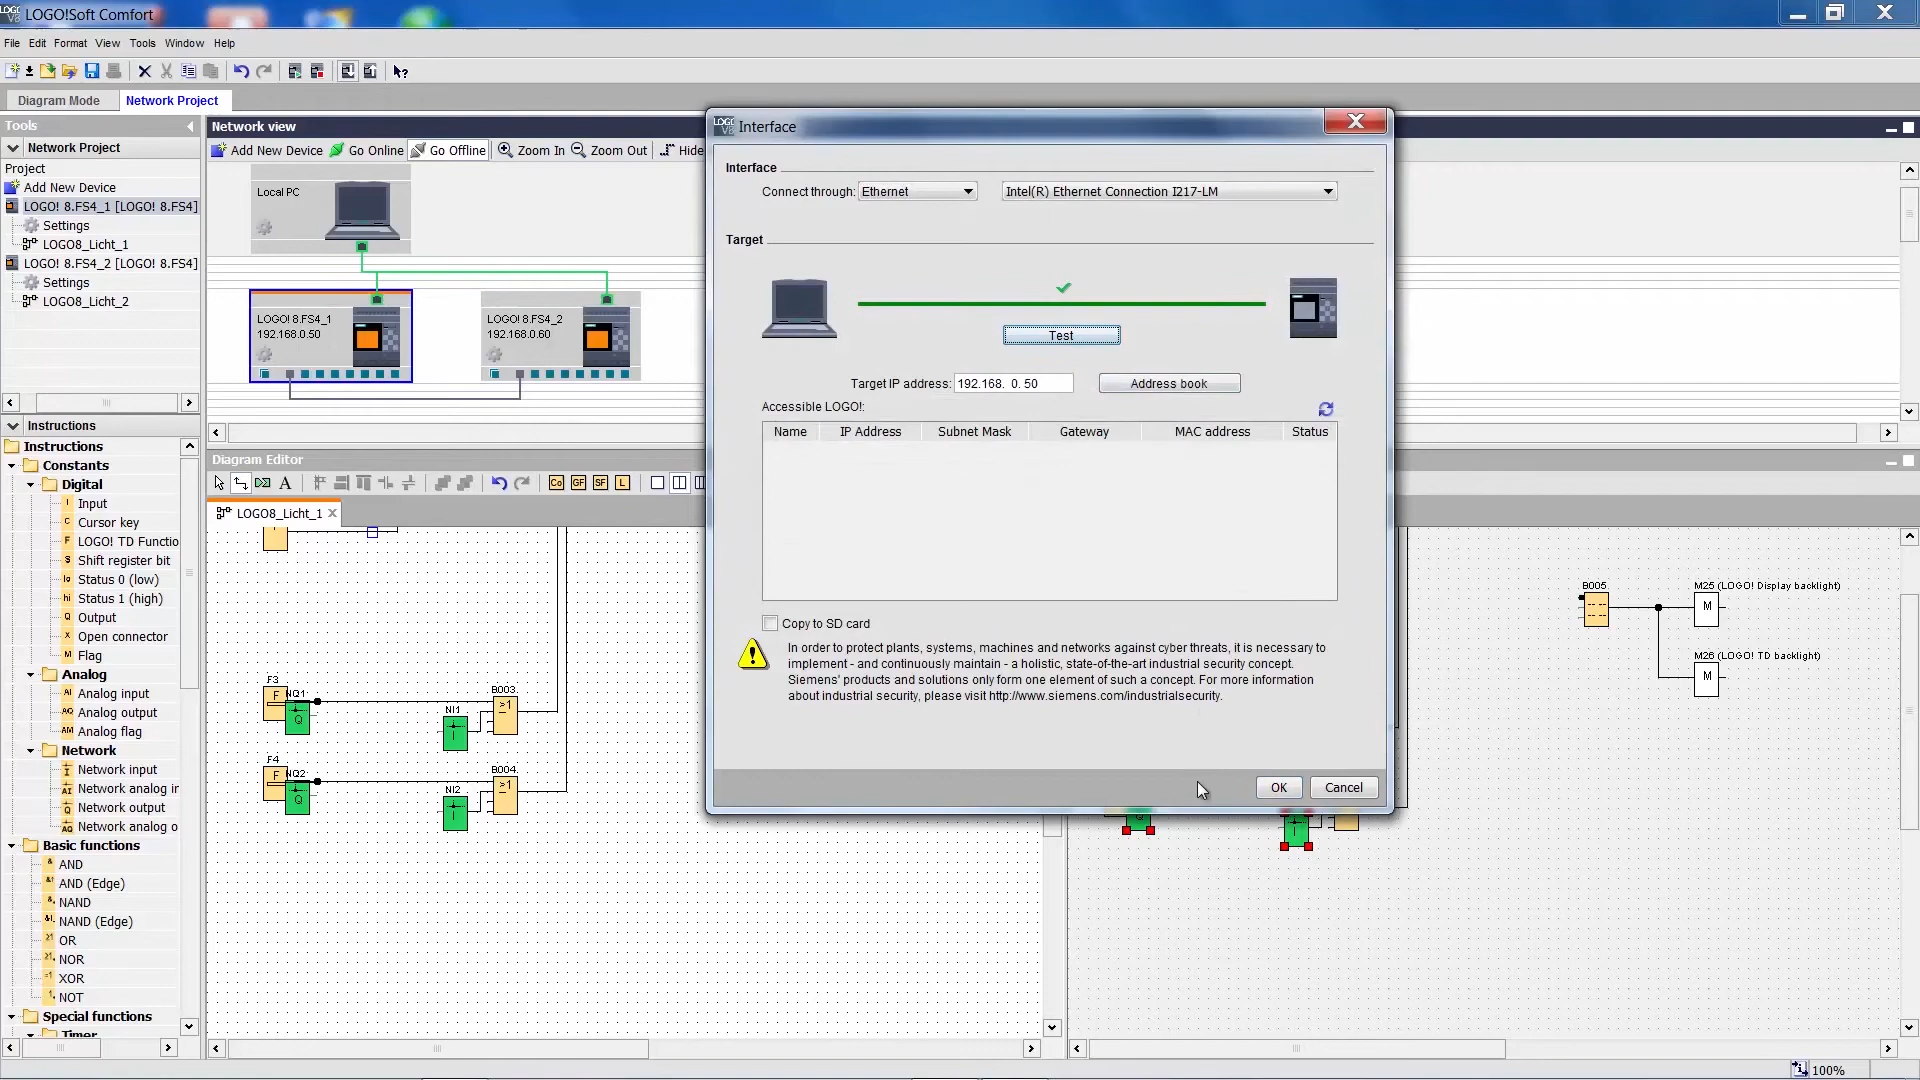 LOGO!Soft Comfort
File Edit Format View Tools Window Help
Diagram Mode Network Project
Tools
Network Project
Project
Add New Device
LOGO! 8.FS4_1 [LOGO! 8.FS4]
Settings
LOGO8_Licht_1
LOGO! 8.FS4_2 [LOGO! 8.FS4]
Settings
LOGO8_Licht_2
Instructions
Instructions
Constants
Digital
Input
Cursor key
LOGO! TD Functio
Shift register bit
Status 0 (low)
Status 1 (high)
Output
Open connector
Flag
Analog
Analog input
Analog output
Analog flag
Network
Network input
Network analog in
Network output
Network analog o
Basic functions
AND
AND (Edge)
NAND
NAND (Edge)
OR
NOR
XOR
NOT
Special functions
Timer
Network view
Add New Device Go Online Go Offline Zoom In Zoom Out Hide
Local PC
LOGO! 8.FS4_1
192.168.0.50
LOGO! 8.FS4_2
192.168.0.60
Diagram Editor
A Co GF SF L
LOGO8_Licht_1
F3
F NQ1
Q
NI1
I
B003
>1
F4
F NQ2
Q
NI2
I
B004
>1
Interface
Interface
Connect through: Ethernet Intel(R) Ethernet Connection I217-LM
Target
Test
Target IP address: 192.168. 0. 50 Address book
Accessible LOGO!:
Name IP Address Subnet Mask Gateway MAC address Status
Copy to SD card
In order to protect plants, systems, machines and networks against cyber threats, it is necessary to
implement - and continuously maintain - a holistic, state-of-the-art industrial security concept.
Siemens' products and solutions only form one element of such a concept. For more information
about industrial security, please visit http://www.siemens.com/industrialsecurity.
OK Cancel
B005
M25 (LOGO! Display backlight)
M
M26 (LOGO! TD backlight)
M
100%